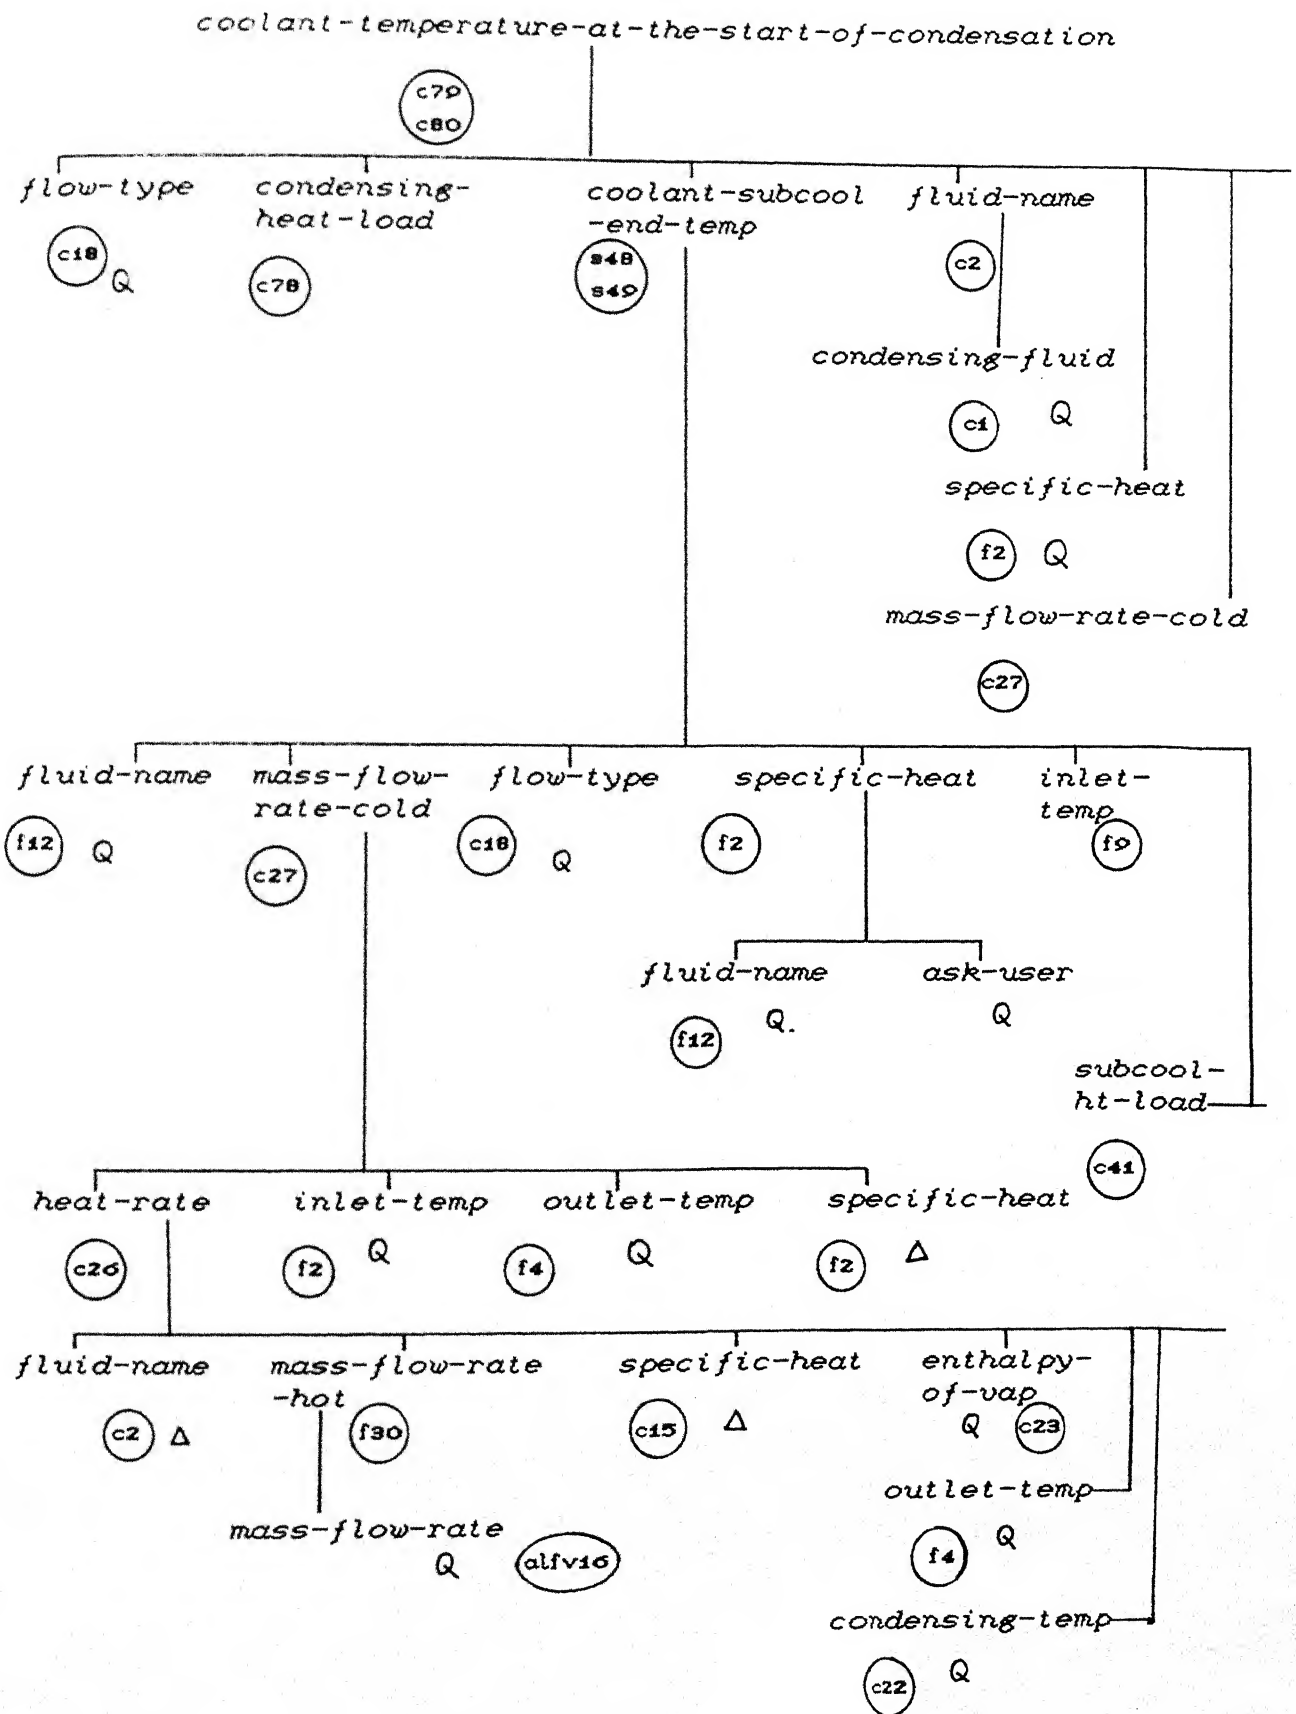 coolant-temperature-at-the-start-of-condensation
c79
c80
flow-type
condensing-
heat-load
coolant-subcool
-end-temp
fluid-name
c18
Q
c78
s48
s49
c2
condensing-fluid
c1
Q
specific-heat
f2
Q
mass-flow-rate-cold
c27
fluid-name
mass-flow-
rate-cold
flow-type
specific-heat
inlet-
temp
f12
Q
c27
c18
Q
f2
f9
fluid-name
ask-user
f12
Q.
Q
subcool-
ht-load
c41
heat-rate
inlet-temp
outlet-temp
specific-heat
c26
f2
Q
f4
Q
f2
Δ
fluid-name
mass-flow-rate
-hot
specific-heat
enthalpy-
of-vap
c2
Δ
f30
c15
Δ
Q
c23
outlet-temp
mass-flow-rate
Q
alfv16
f4
Q
condensing-temp
c22
Q